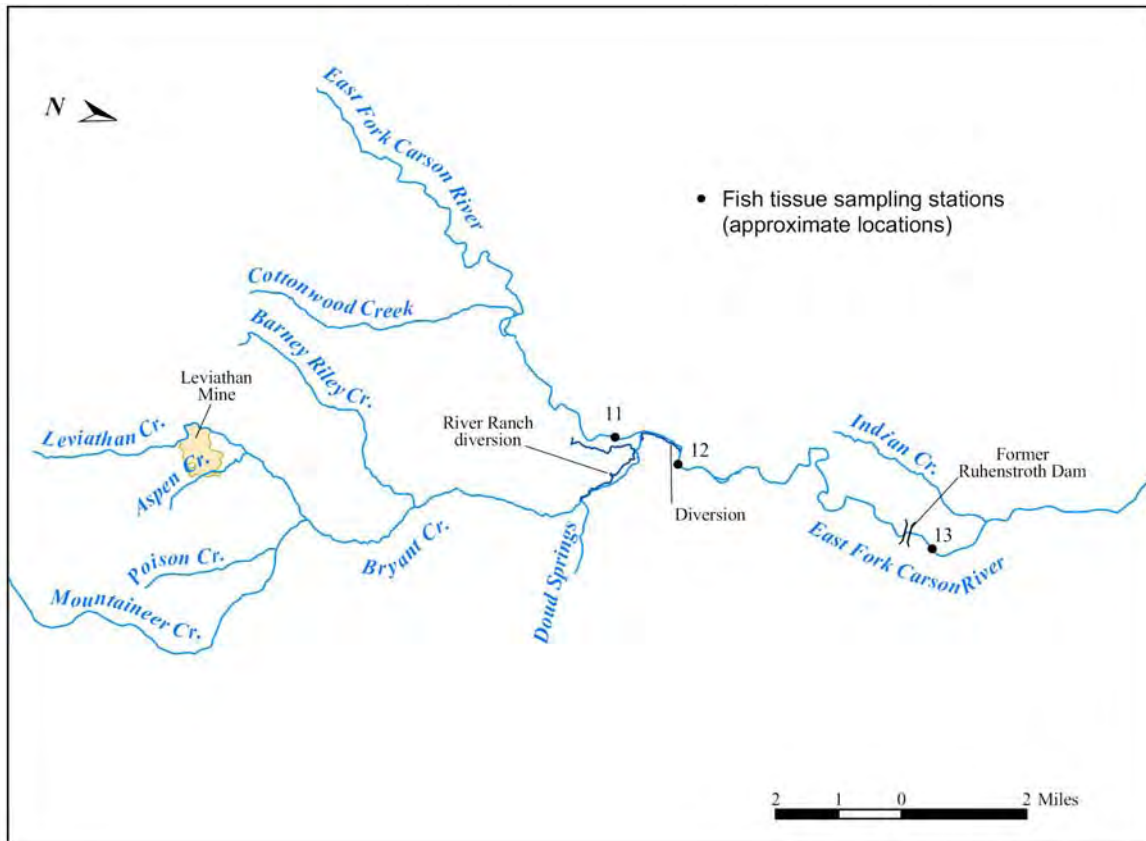 East Fork Carson River
N
Fish tissue sampling stations
(approximate locations)
Cottonwood Creek
Barney Riley Cr.
Leviathan
Mine
11
Leviathan Cr.
River Ranch
diversion
Indian Cr.
Former
Ruhenstroth Dam
12
Aspen Cr.
Diversion
13
Poison Cr.
Bryant Cr.
East Fork Carson River
Doud Springs
Mountaineer Cr.
2 1 0 2 Miles